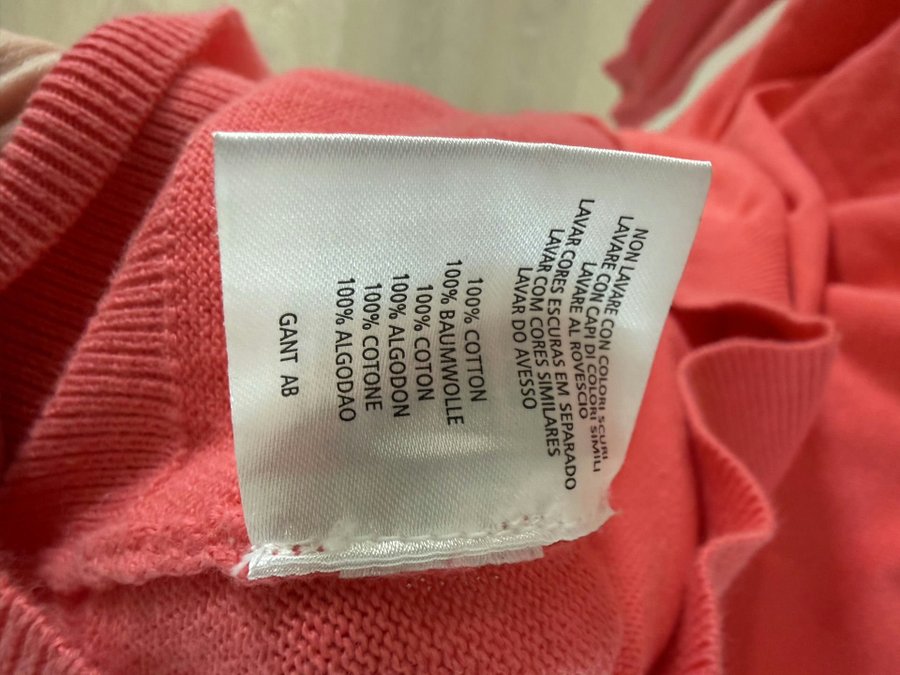 NON LAVARE CON COLORI SCURI
LAVARE CON CAPI DI COLORI SIMILI
LAVARE AL ROVESCIO
LAVAR CORES ESCURAS EM SEPARADO
LAVAR COM CORES SIMILARES
LAVAR DO AVESSO
100% COTTON
100% BAUMWOLLE
100% COTON
100% ALGODON
100% COTONE
100% ALGODAO
GANT AB